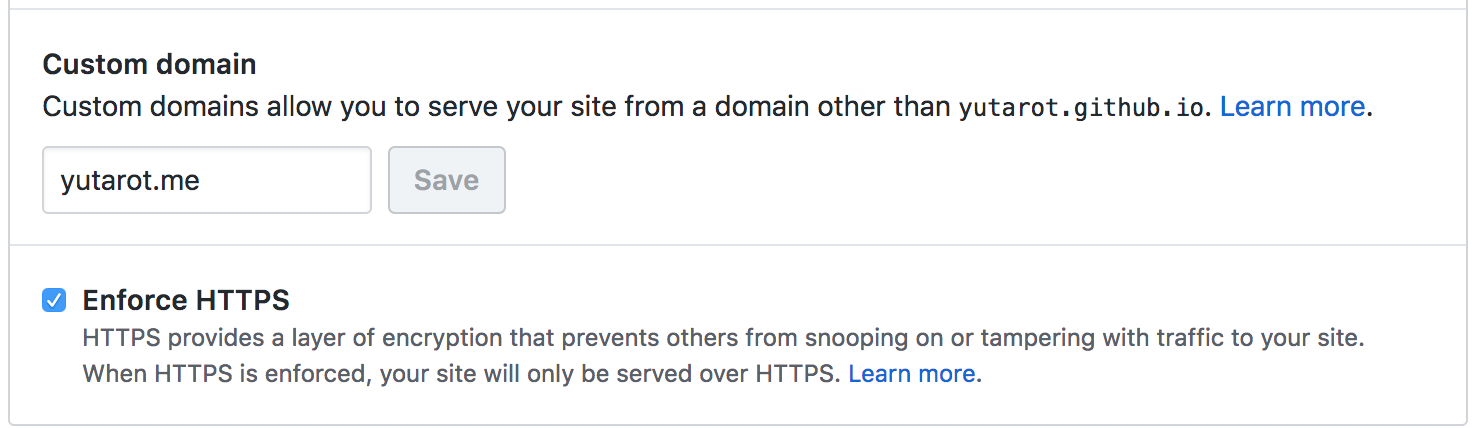 Custom domain
Custom domains allow you to serve your site from a domain other than yutarot.github.io. Learn more.
yutarot.me Save
Enforce HTTPS
HTTPS provides a layer of encryption that prevents others from snooping on or tampering with traffic to your site.
When HTTPS is enforced, your site will only be served over HTTPS. Learn more.